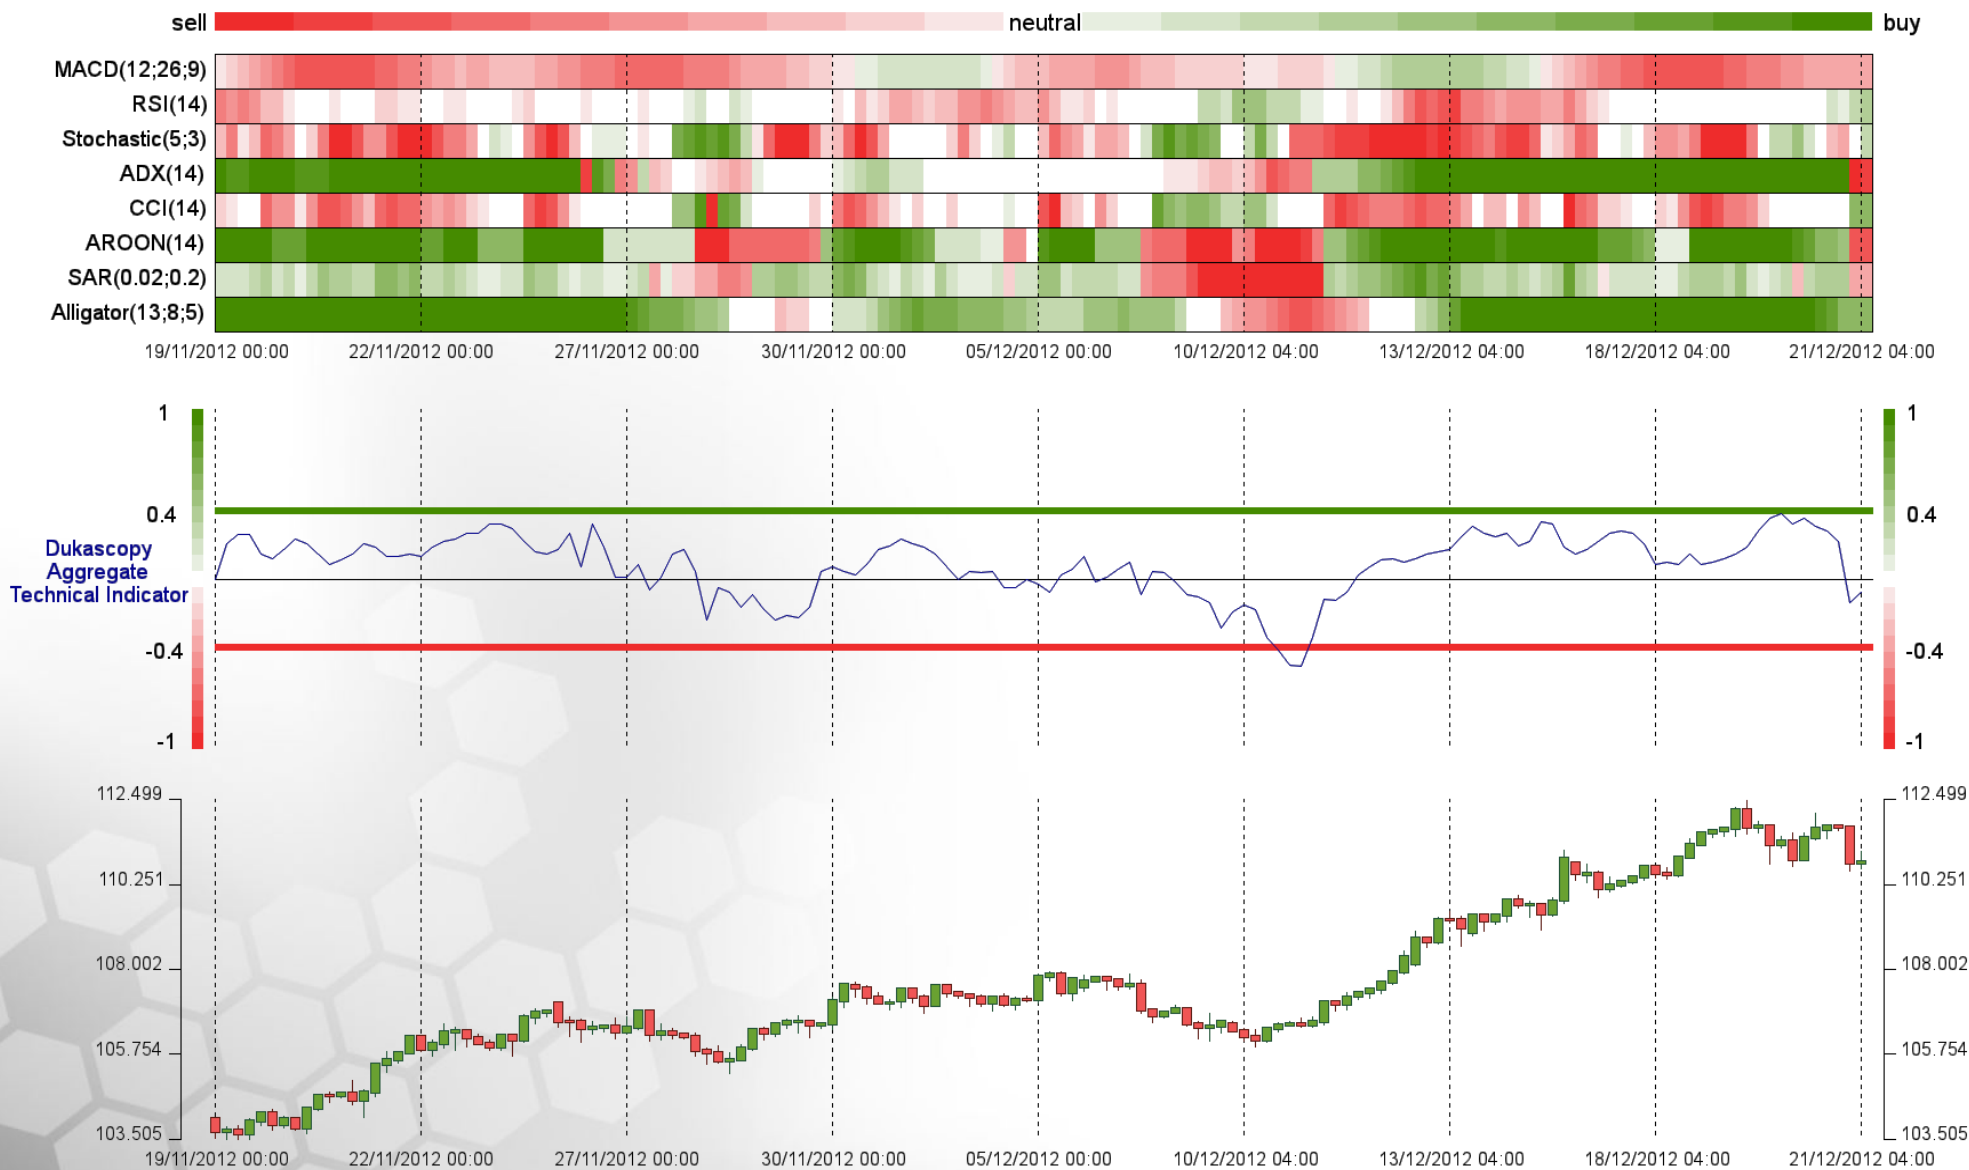 sell neutral buy
MACD(12;26;9)
RSI(14)
Stochastic(5;3)
ADX(14)
CCI(14)
AROON(14)
SAR(0.02;0.2)
Alligator(13;8;5)
19/11/2012 00:00 22/11/2012 00:00 27/11/2012 00:00 30/11/2012 00:00 05/12/2012 00:00 10/12/2012 04:00 13/12/2012 04:00 18/12/2012 04:00 21/12/2012 04:00
1 1
0.4 0.4
Dukascopy
Aggregate
Technical Indicator
-0.4 -0.4
-1 -1
112.499 112.499
110.251 110.251
108.002 108.002
105.754 105.754
103.505 103.505
19/11/2012 00:00 22/11/2012 00:00 27/11/2012 00:00 30/11/2012 00:00 05/12/2012 00:00 10/12/2012 04:00 13/12/2012 04:00 18/12/2012 04:00 21/12/2012 04:00